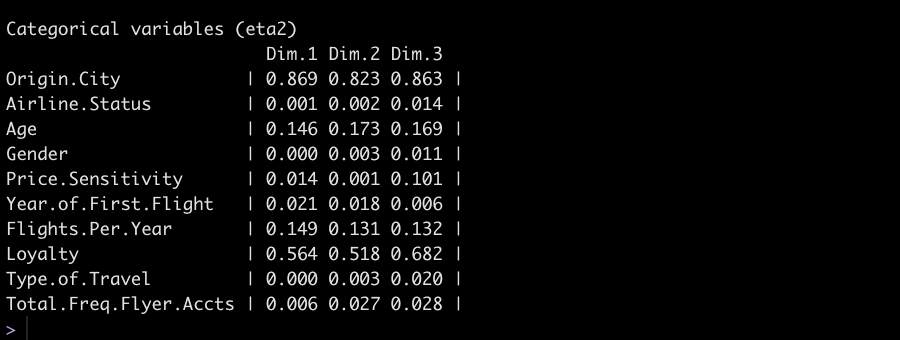 Categorical variables (eta2)
                        Dim.1 Dim.2 Dim.3
Origin.City           | 0.869 0.823 0.863 |
Airline.Status        | 0.001 0.002 0.014 |
Age                   | 0.146 0.173 0.169 |
Gender                | 0.000 0.003 0.011 |
Price.Sensitivity     | 0.014 0.001 0.101 |
Year.of.First.Flight  | 0.021 0.018 0.006 |
Flights.Per.Year      | 0.149 0.131 0.132 |
Loyalty               | 0.564 0.518 0.682 |
Type.of.Travel        | 0.000 0.003 0.020 |
Total.Freq.Flyer.Accts | 0.006 0.027 0.028 |
>